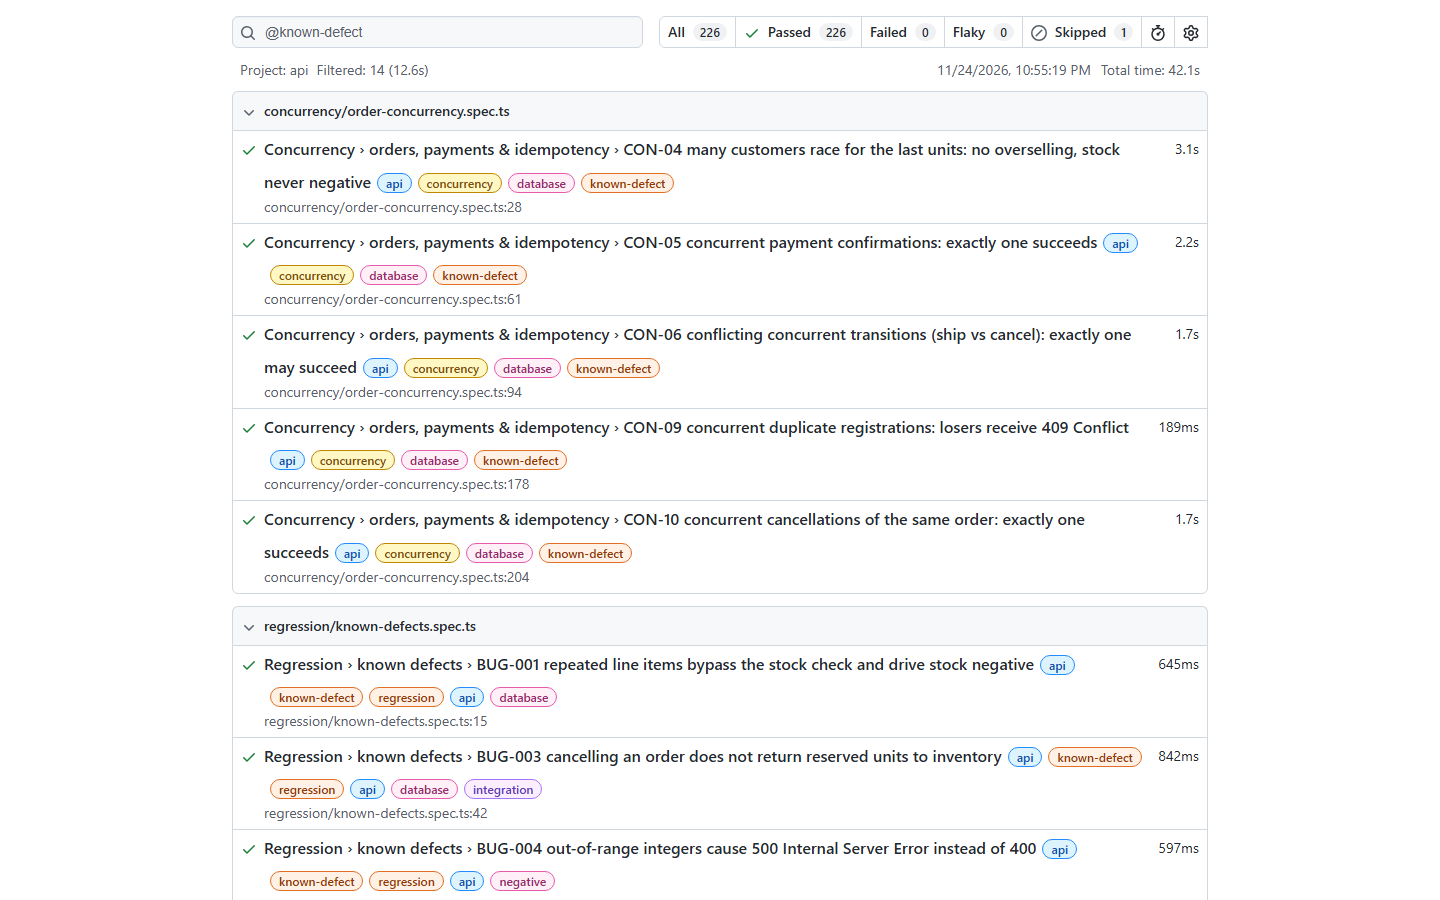 @known-defect
All 226 Passed 226 Failed 0 Flaky 0 Skipped 1
Project: api Filtered: 14 (12.6s) 11/24/2026, 10:55:19 PM Total time: 42.1s
concurrency/order-concurrency.spec.ts
Concurrency › orders, payments & idempotency › CON-04 many customers race for the last units: no overselling, stock 3.1s
never negative api concurrency database known-defect
concurrency/order-concurrency.spec.ts:28
Concurrency › orders, payments & idempotency › CON-05 concurrent payment confirmations: exactly one succeeds api 2.2s
concurrency database known-defect
concurrency/order-concurrency.spec.ts:61
Concurrency › orders, payments & idempotency › CON-06 conflicting concurrent transitions (ship vs cancel): exactly one 1.7s
may succeed api concurrency database known-defect
concurrency/order-concurrency.spec.ts:94
Concurrency › orders, payments & idempotency › CON-09 concurrent duplicate registrations: losers receive 409 Conflict 189ms
api concurrency database known-defect
concurrency/order-concurrency.spec.ts:178
Concurrency › orders, payments & idempotency › CON-10 concurrent cancellations of the same order: exactly one 1.7s
succeeds api concurrency database known-defect
concurrency/order-concurrency.spec.ts:204
regression/known-defects.spec.ts
Regression › known defects › BUG-001 repeated line items bypass the stock check and drive stock negative api 645ms
known-defect regression api database
regression/known-defects.spec.ts:15
Regression › known defects › BUG-003 cancelling an order does not return reserved units to inventory api known-defect 842ms
regression api database integration
regression/known-defects.spec.ts:42
Regression › known defects › BUG-004 out-of-range integers cause 500 Internal Server Error instead of 400 api 597ms
known-defect regression api negative